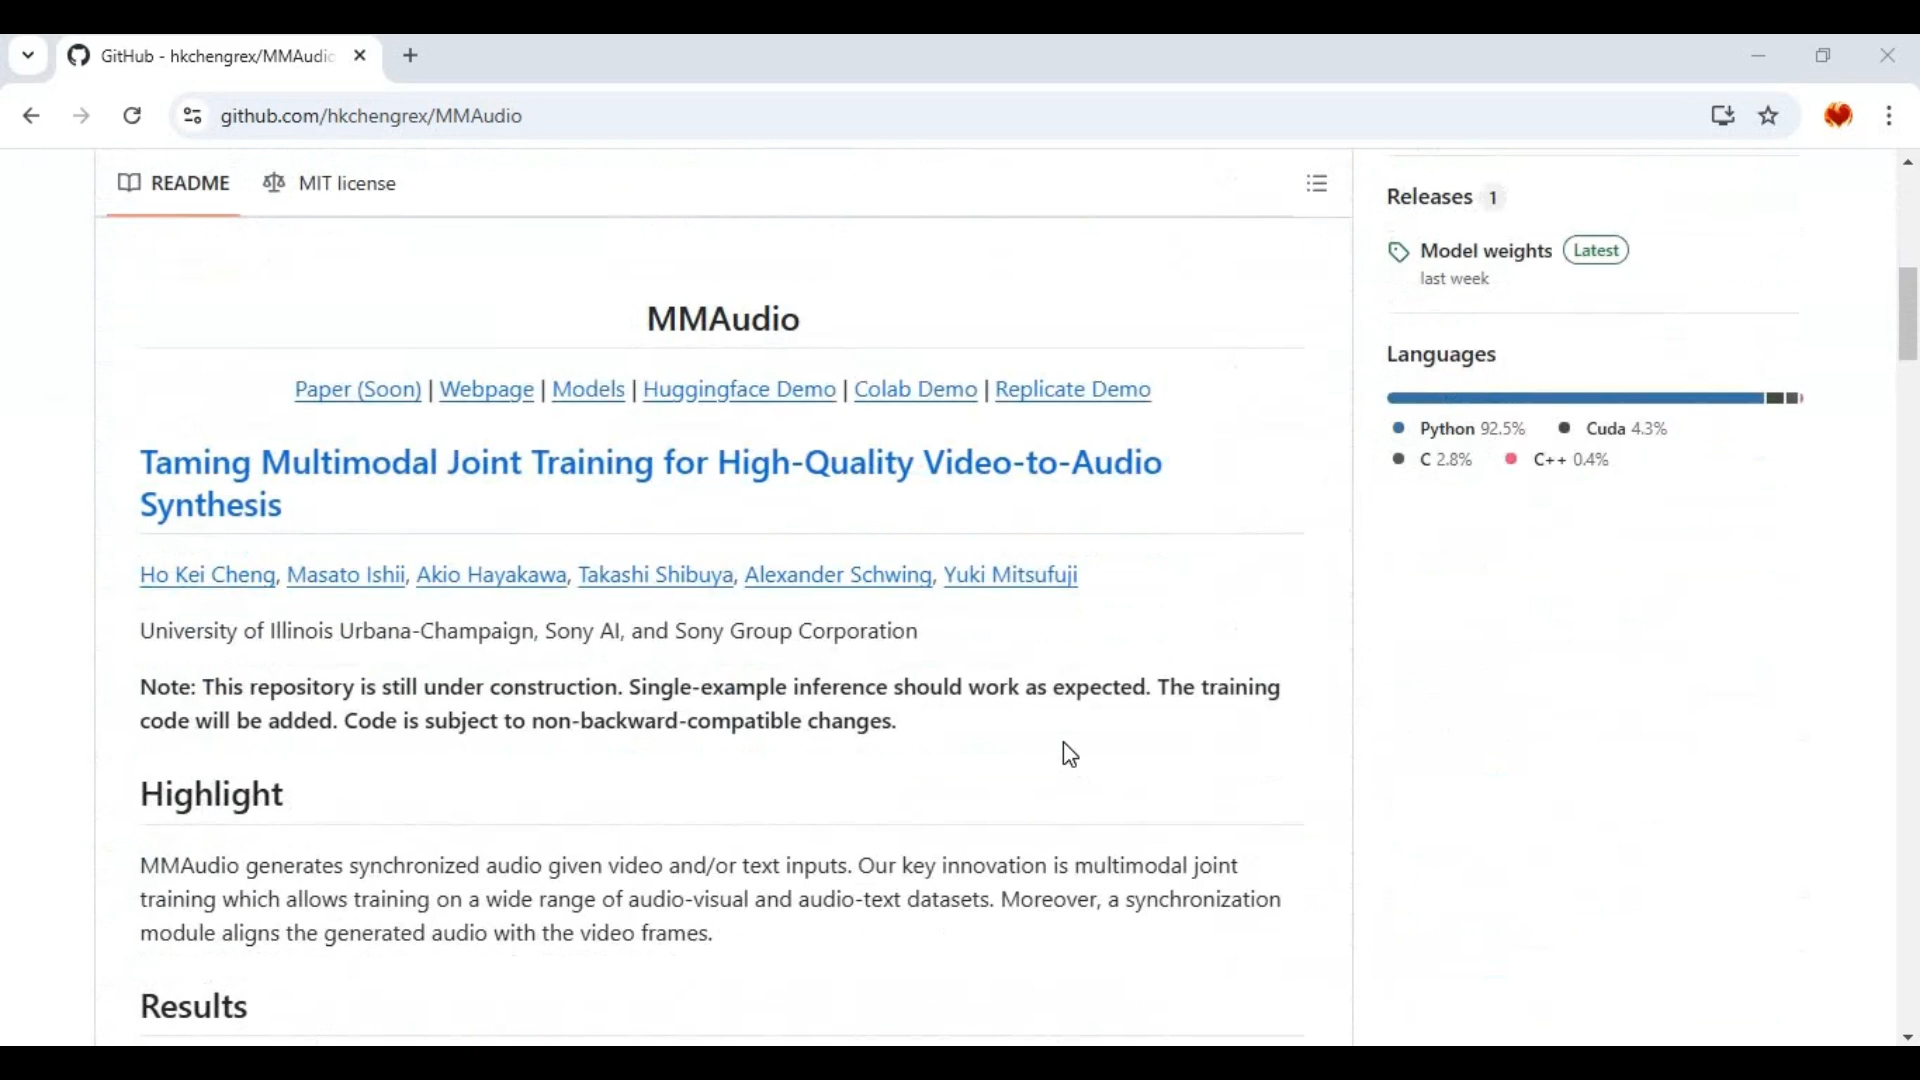 GitHub - hkchengrex/MMAudio
github.com/hkchengrex/MMAudio
README
MIT license
MMAudio
Paper (Soon) | Webpage | Models | Huggingface Demo | Colab Demo | Replicate Demo
Taming Multimodal Joint Training for High-Quality Video-to-Audio
Synthesis
Ho Kei Cheng, Masato Ishii, Akio Hayakawa, Takashi Shibuya, Alexander Schwing, Yuki Mitsufuji
University of Illinois Urbana-Champaign, Sony AI, and Sony Group Corporation
Note: This repository is still under construction. Single-example inference should work as expected. The training
code will be added. Code is subject to non-backward-compatible changes.
Highlight
MMAudio generates synchronized audio given video and/or text inputs. Our key innovation is multimodal joint
training which allows training on a wide range of audio-visual and audio-text datasets. Moreover, a synchronization
module aligns the generated audio with the video frames.
Results
Releases 1
Model weights Latest
last week
Languages
Python 92.5% Cuda 4.3%
C 2.8% C++ 0.4%